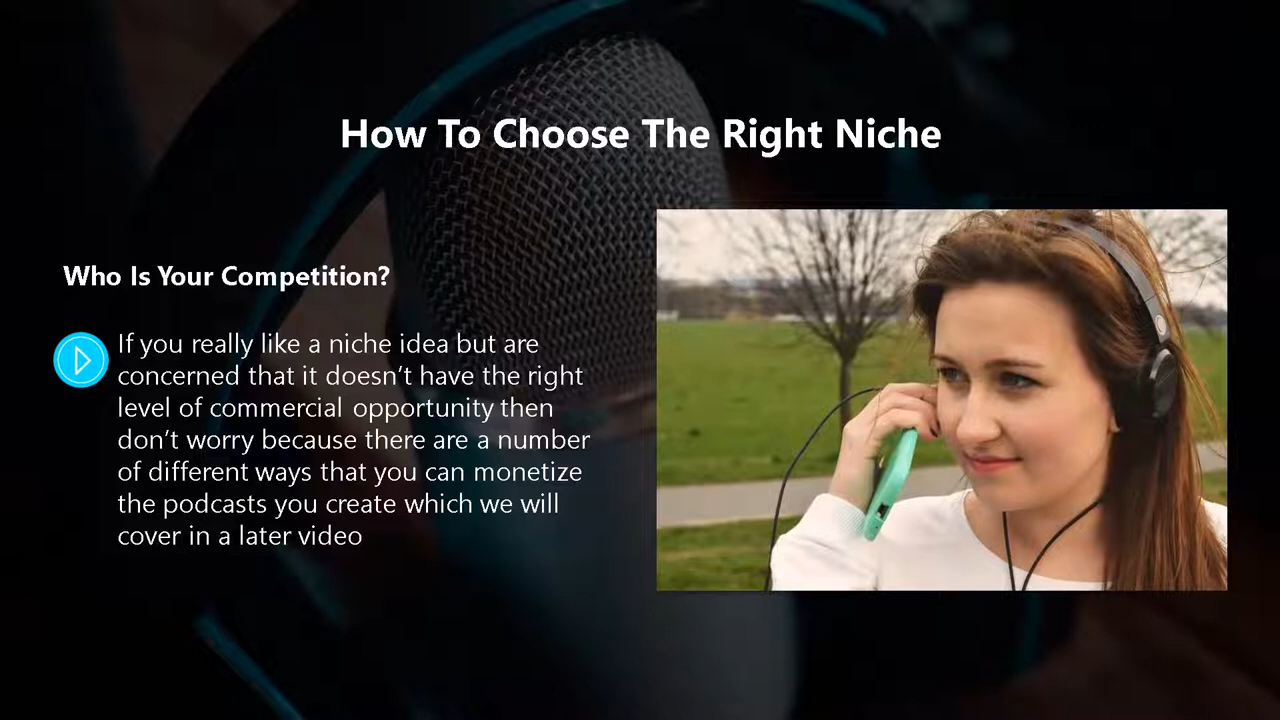 How To Choose The Right Niche
Who Is Your Competition?
If you really like a niche idea but are
concerned that it doesn't have the right
level of commercial opportunity then
don't worry because there are a number
of different ways that you can monetize
the podcasts you create which we will
cover in a later video